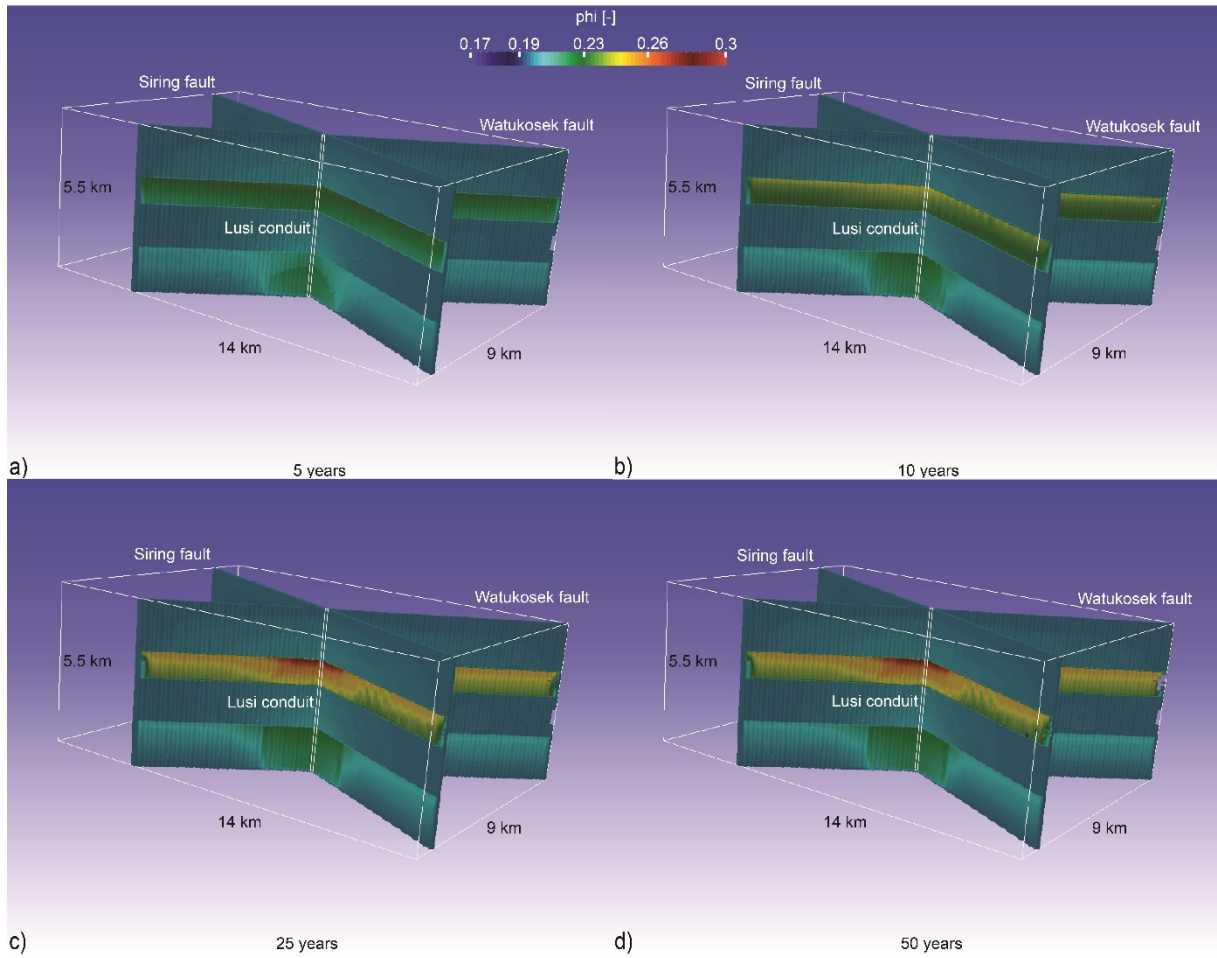 phi [-]
0.17 0.19 0.23 0.26 0.3
Siring fault
Watukosek fault
5.5 km
Lusi conduit
14 km
9 km
a)
5 years
Siring fault
Watukosek fault
5.5 km
Lusi conduit
14 km
9 km
b)
10 years
Siring fault
Watukosek fault
5.5 km
Lusi conduit
14 km
9 km
c)
25 years
Siring fault
Watukosek fault
5.5 km
Lusi conduit
14 km
9 km
d)
50 years